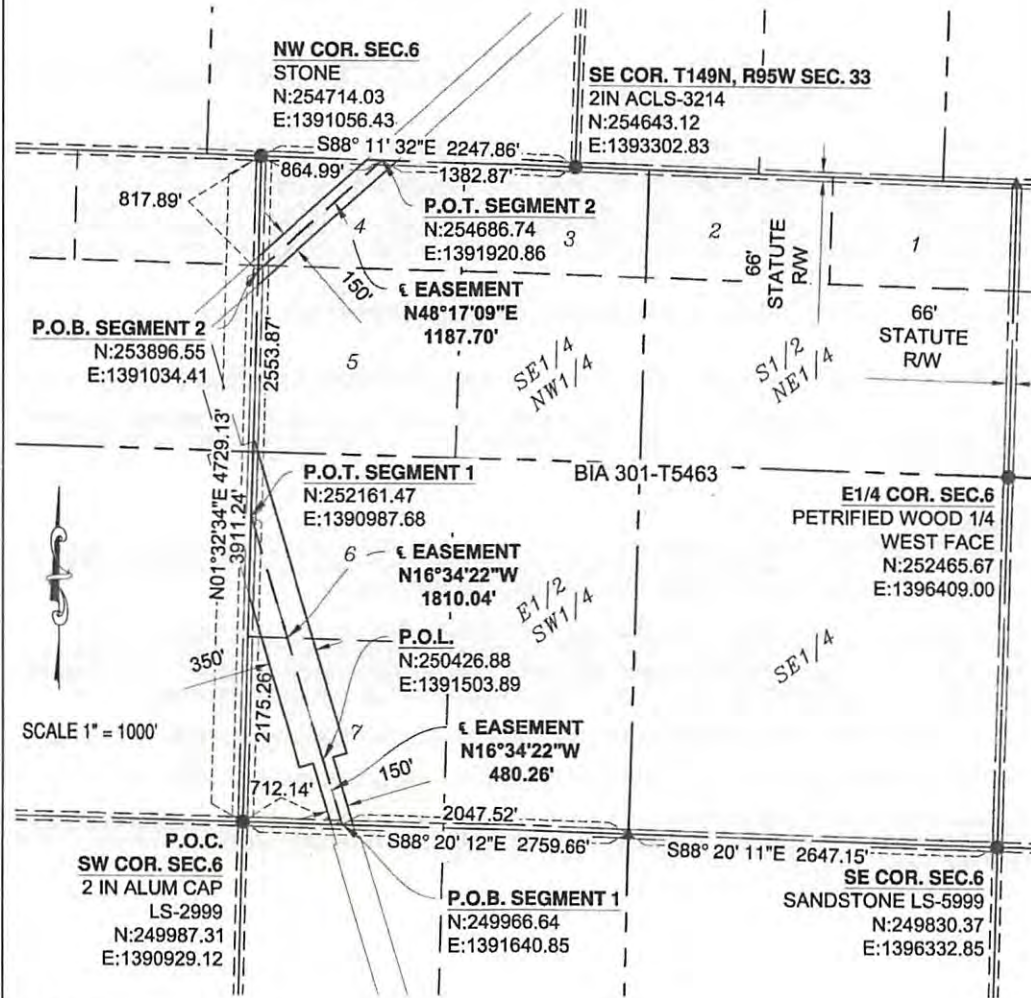 NW COR. SEC.6
STONE
N:254714.03
E:1391056.43
SE COR. T149N, R95W SEC. 33
2IN ACLS-3214
N:254643.12
E:1393302.83
S88° 11' 32"E 2247.86'
864.99'
1382.87'
817.89'
P.O.T. SEGMENT 2
N:254686.74
E:1391920.86
4
3
2
1
66'
STATUTE
R/W
66'
STATUTE
R/W
150'
℄ EASEMENT
N48°17'09"E
1187.70'
P.O.B. SEGMENT 2
N:253896.55
E:1391034.41
2553.87'
5
SE1/4
NW1/4
S1/2
NE1/4
BIA 301-T5463
P.O.T. SEGMENT 1
N:252161.47
E:1390987.68
E1/4 COR. SEC.6
PETRIFIED WOOD 1/4
WEST FACE
N:252465.67
E:1396409.00
N01°32'34"E 4729.13'
3911.24'
6
℄ EASEMENT
N16°34'22"W
1810.04'
E1/2
SW1/4
SE1/4
P.O.L.
N:250426.88
E:1391503.89
350'
2175.26'
SCALE 1" = 1000'
7
℄ EASEMENT
N16°34'22"W
480.26'
150'
712.14'
2047.52'
S88° 20' 12"E 2759.66'
S88° 20' 11"E 2647.15'
P.O.C.
SW COR. SEC.6
2 IN ALUM CAP
LS-2999
N:249987.31
E:1390929.12
P.O.B. SEGMENT 1
N:249966.64
E:1391640.85
SE COR. SEC.6
SANDSTONE LS-5999
N:249830.37
E:1396332.85